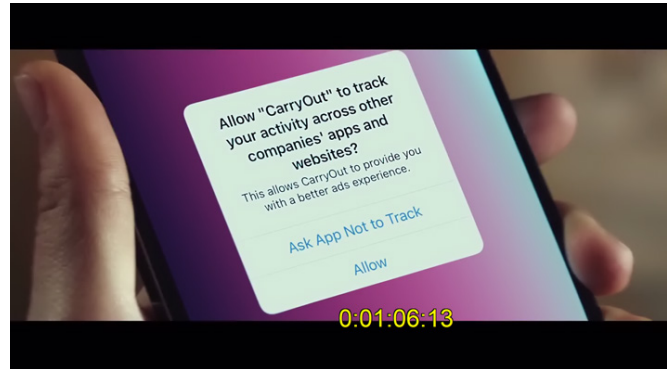 Allow "CarryOut" to track
your activity across other
companies' apps and
websites?
This allows CarryOut to provide you
with a better ads experience.
Ask App Not to Track
Allow
0:01:06:13